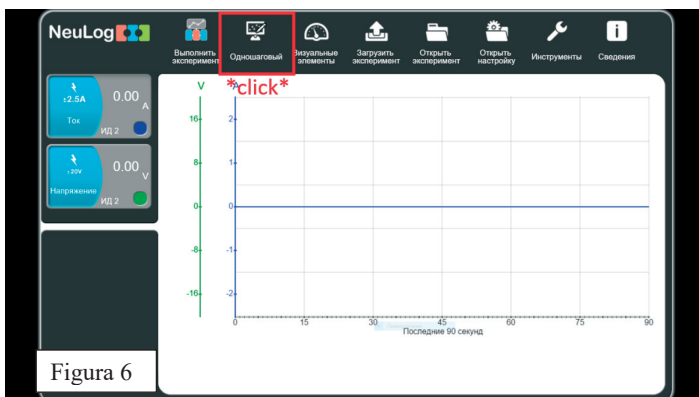 NeuLog
Выполнить
эксперимент
Одношаговый
Визуальные
элементы
Загрузить
эксперимент
Открыть
эксперимент
Открыть
настройку
Инструменты
Сведения
*click*
±2.5A
0.00 A
Ток
ИД 2
±20V
0.00 V
Напряжение
ИД 2
V
A
16
8
0
-8
-16
2
1
0
-1
-2
0 15 30 45 60 75 90
Последние 90 секунд
Figura 6